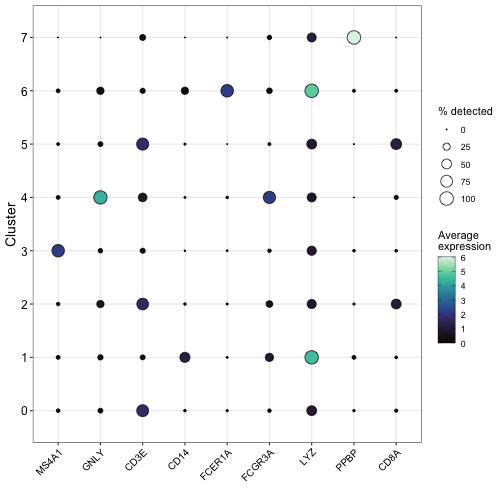 7
6
5
4
3
2
1
0
Cluster
MS4A1
GNLY
CD3E
CD14
FCER1A
FCGR3A
LYZ
PPBP
CD8A
% detected
0
25
50
75
100
Average
expression
6
5
4
3
2
1
0